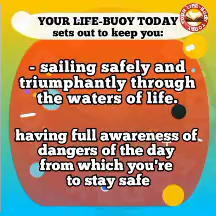 YOUR LIFE-BUOY TODAY
sets out to keep you:
- sailing safely and
triumphantly through
the waters of life.
having full awareness of
dangers of the day
from which you're
to stay safe